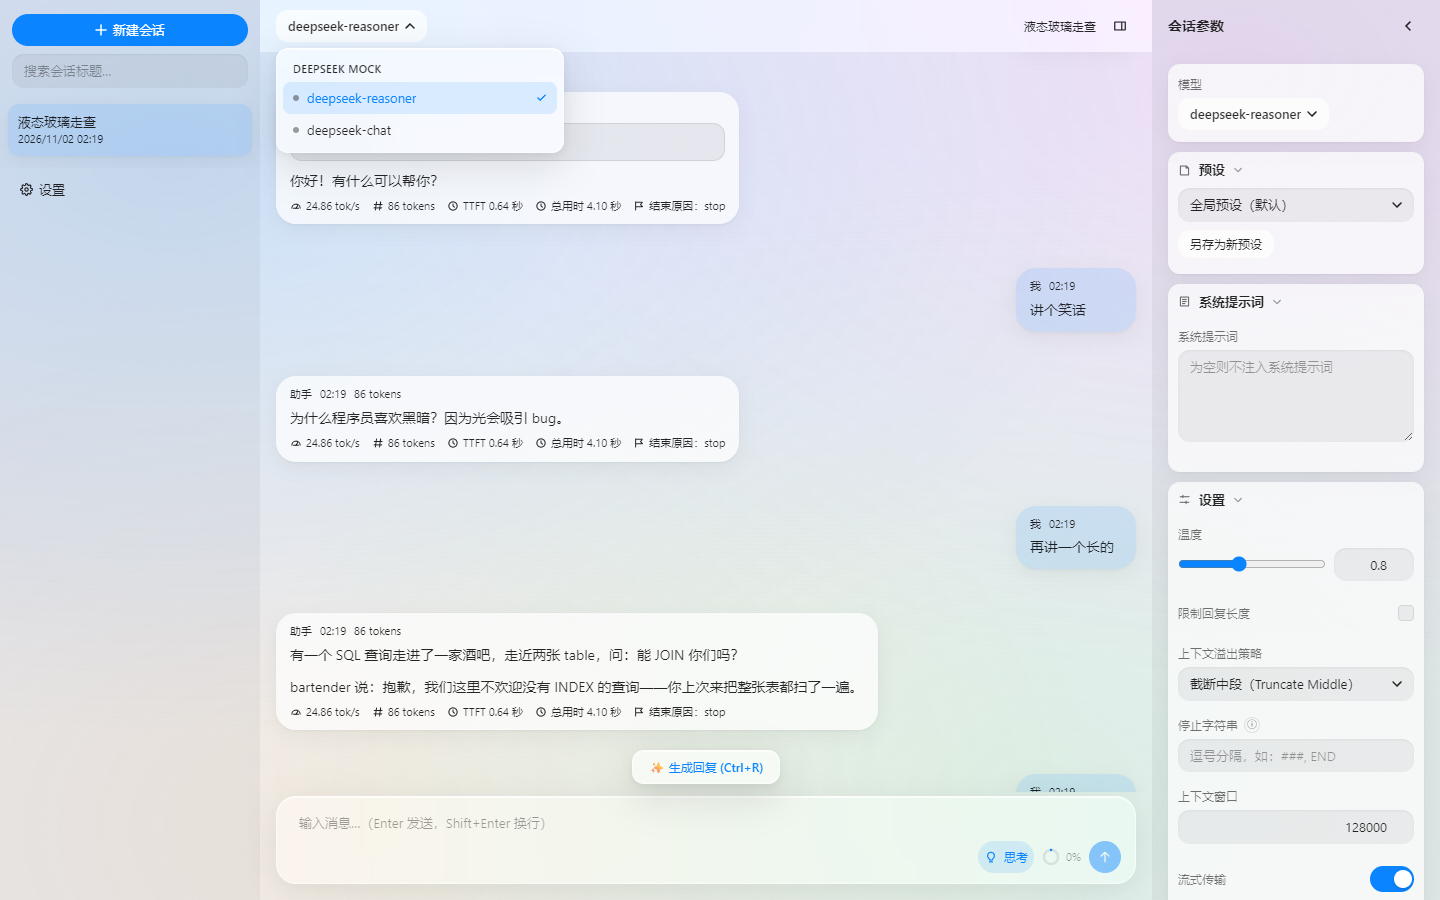 新建会话
搜索会话标题...
液态玻璃走查
2026/11/02 02:19
设置
deepseek-reasoner
液态玻璃走查
DEEPSEEK MOCK
deepseek-reasoner
deepseek-chat
你好！有什么可以帮你？
24.86 tok/s 86 tokens TTFT 0.64 秒 总用时 4.10 秒 结束原因：stop
我 02:19
讲个笑话
助手 02:19 86 tokens
为什么程序员喜欢黑暗？因为光会吸引 bug。
24.86 tok/s 86 tokens TTFT 0.64 秒 总用时 4.10 秒 结束原因：stop
我 02:19
再讲一个长的
助手 02:19 86 tokens
有一个 SQL 查询走进了一家酒吧，走近两张 table，问：能 JOIN 你们吗？
bartender 说：抱歉，我们这里不欢迎没有 INDEX 的查询——你上次来把整张表都扫了一遍。
24.86 tok/s 86 tokens TTFT 0.64 秒 总用时 4.10 秒 结束原因：stop
生成回复 (Ctrl+R)
我 02:19
输入消息...（Enter 发送，Shift+Enter 换行）
思考 0%
会话参数
模型
deepseek-reasoner
预设
全局预设（默认）
另存为新预设
系统提示词
系统提示词
为空则不注入系统提示词
设置
温度
0.8
限制回复长度
上下文溢出策略
截断中段（Truncate Middle）
停止字符串
逗号分隔，如：###, END
上下文窗口
128000
流式传输